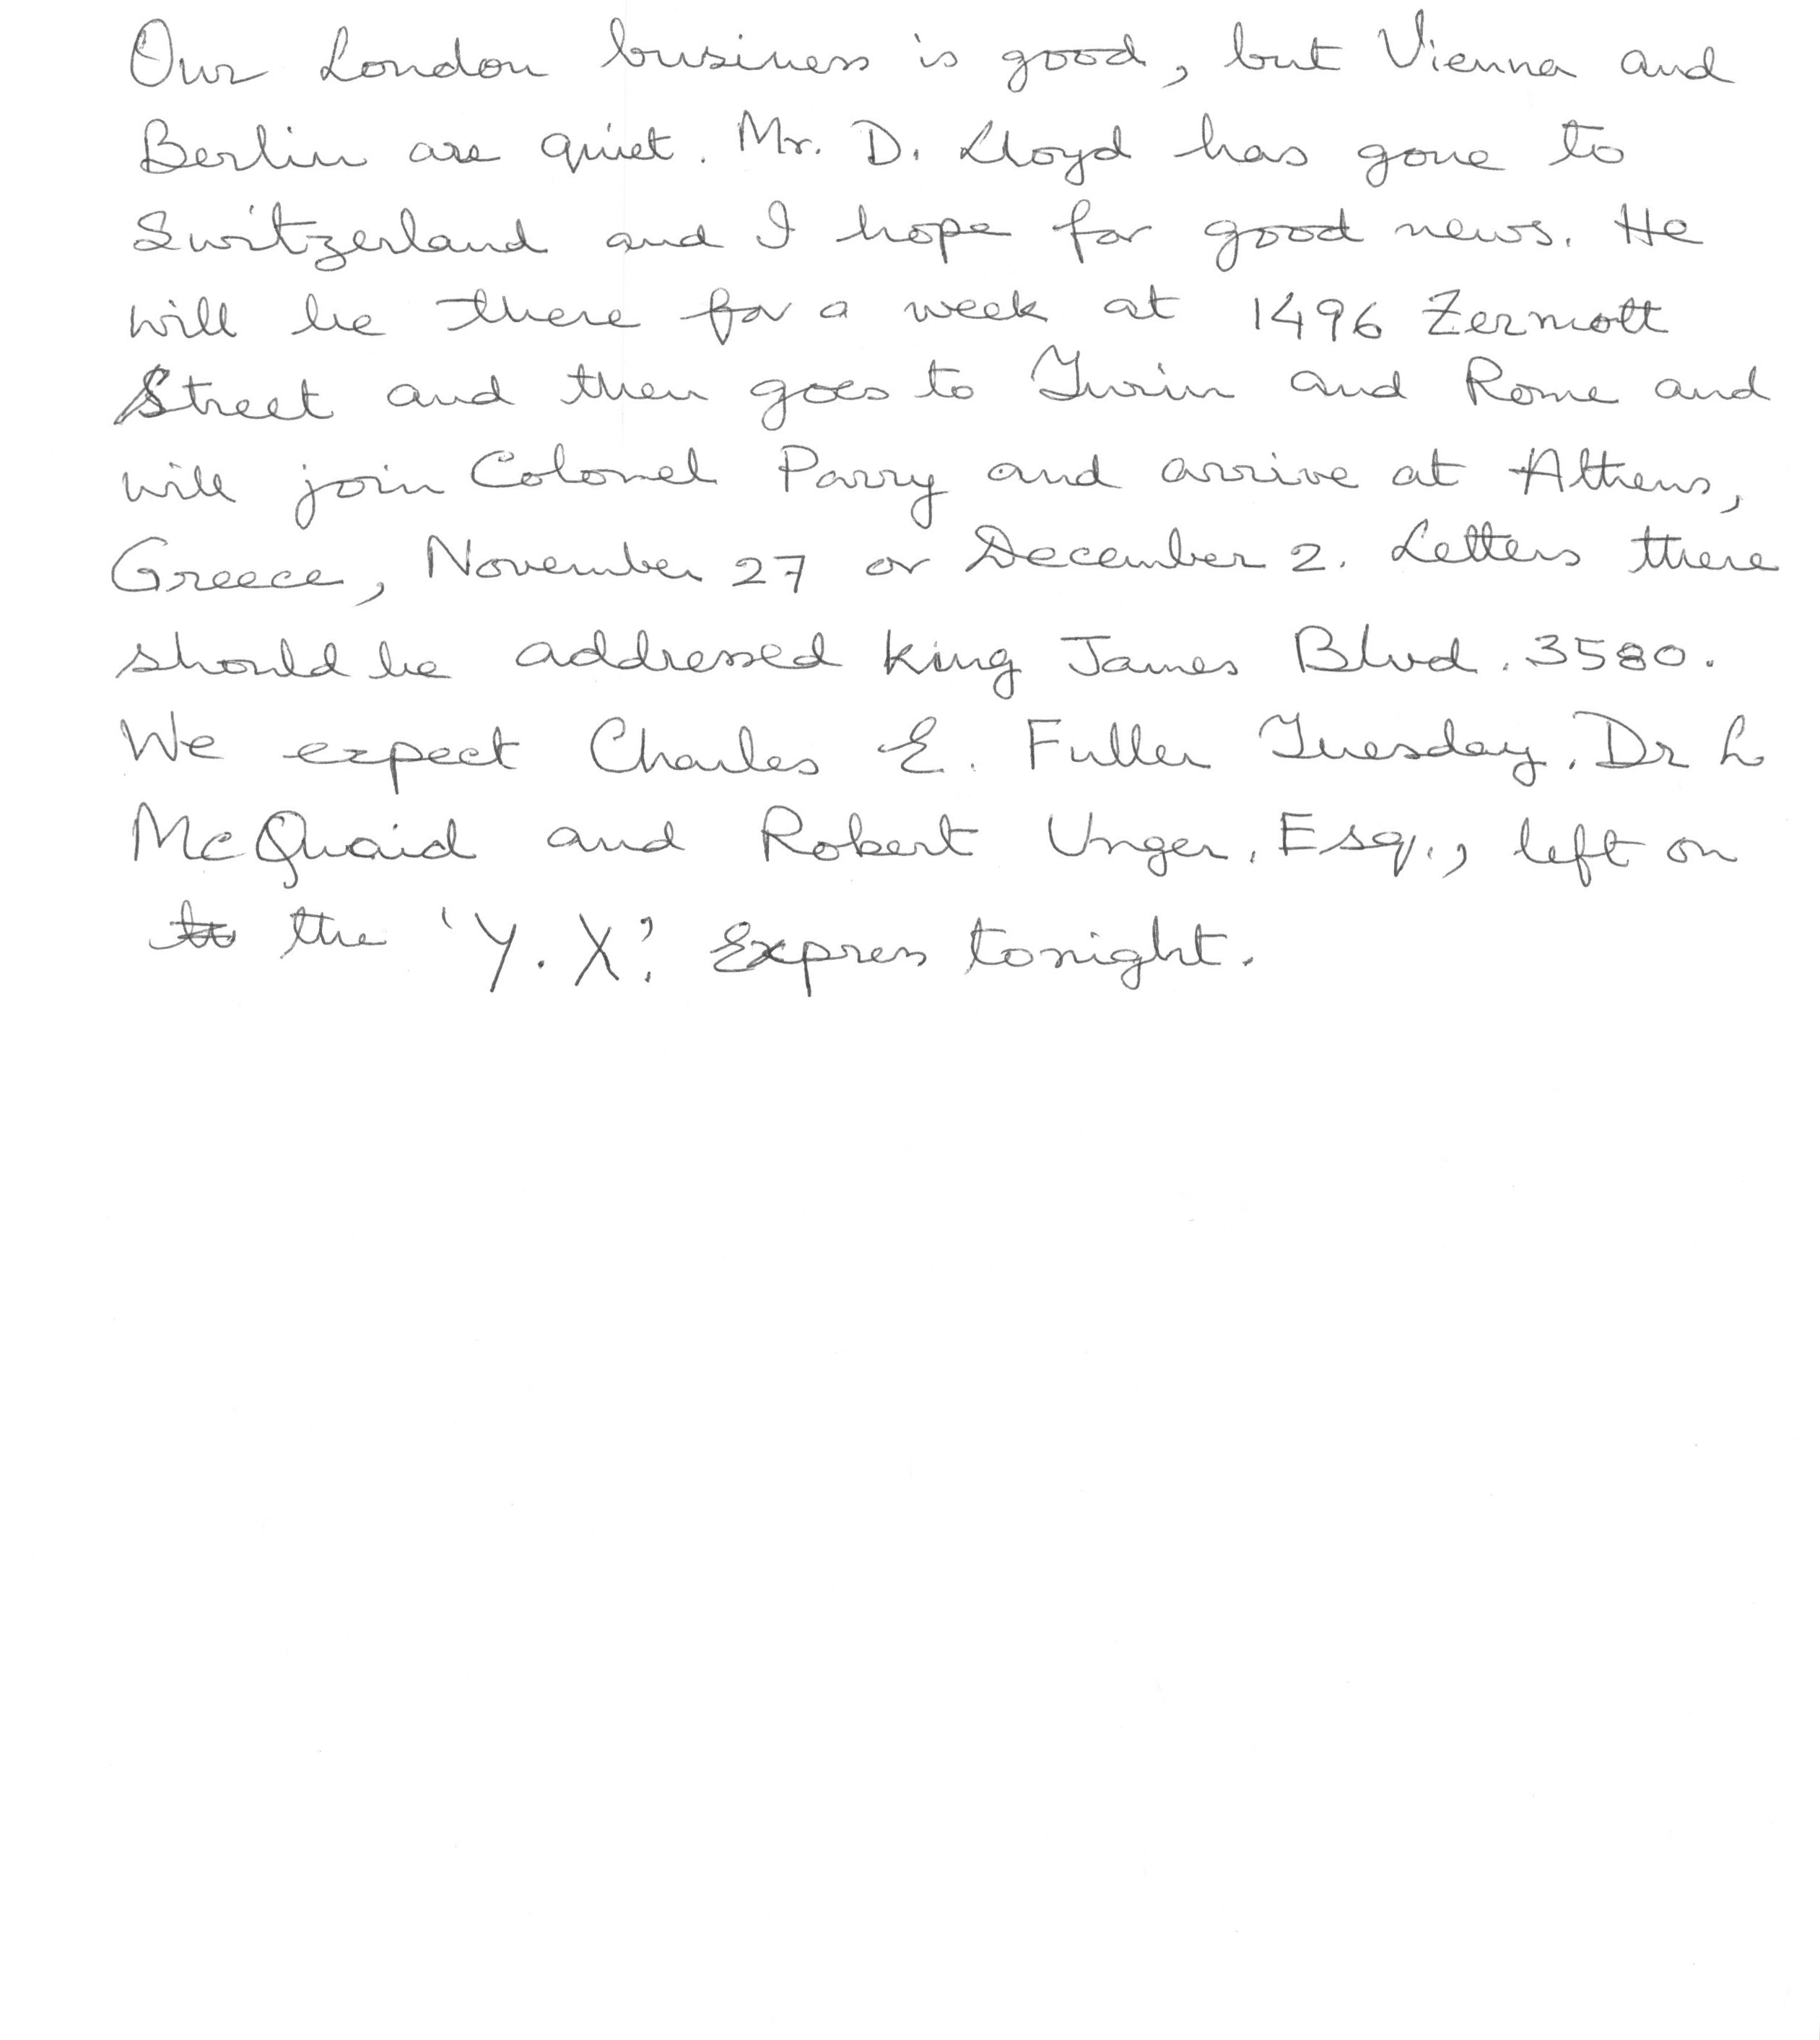 Our London business is good, but Vienna and
Berlin are quiet. Mr. D. Lloyd has gone to
Switzerland and I hope for good news. He
will be there for a week at 1496 Zermott
Street and then goes to Turin and Rome and
will join Colonel Parry and arrive at Athens,
Greece, November 27 or December 2. Letters there
should be addressed King James Blvd. 3580.
We expect Charles E. Fuller Tuesday. Dr L
McQuaid and Robert Unger, Esq., left on
the 'Y. X.' Express tonight.